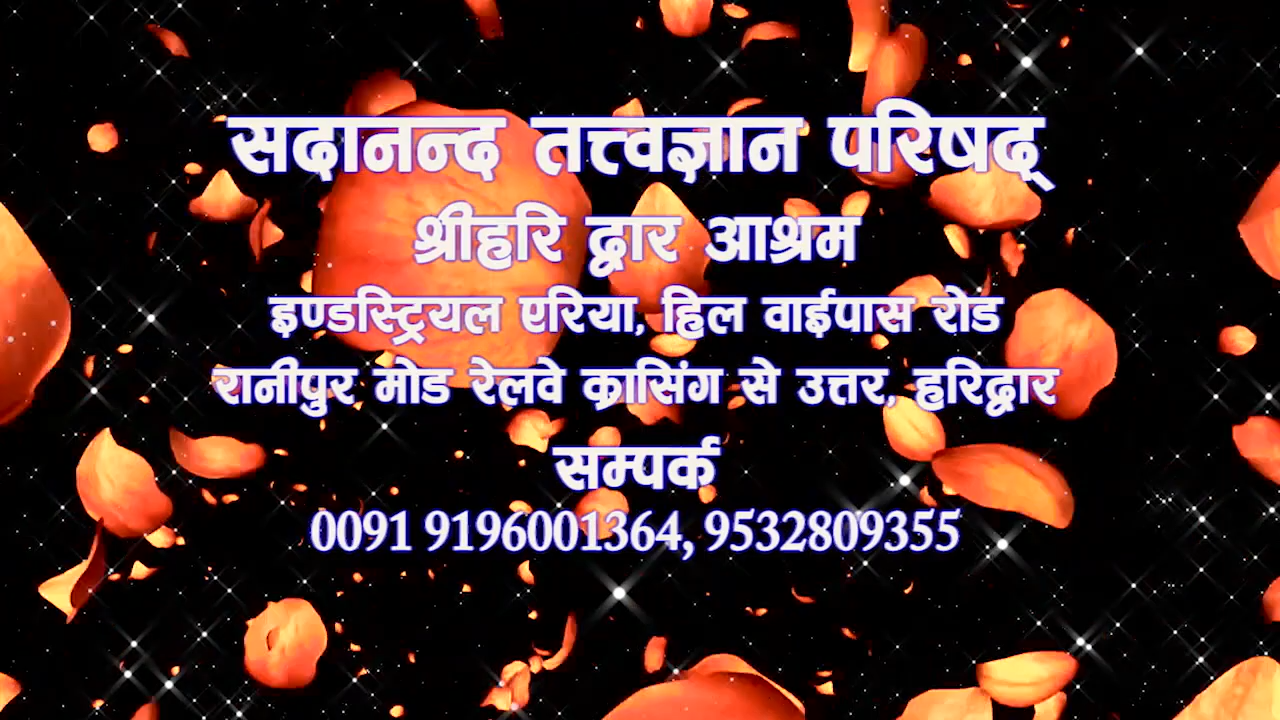 सदानन्द तत्त्वज्ञान परिषद्
श्रीहरि द्वार आश्रम
इण्डस्ट्रियल एरिया, हिल वाईपास रोड
रानीपुर मोड रेलवे क्रासिंग से उत्तर, हरिद्वार
सम्पर्क
0091 9196001364, 9532809355